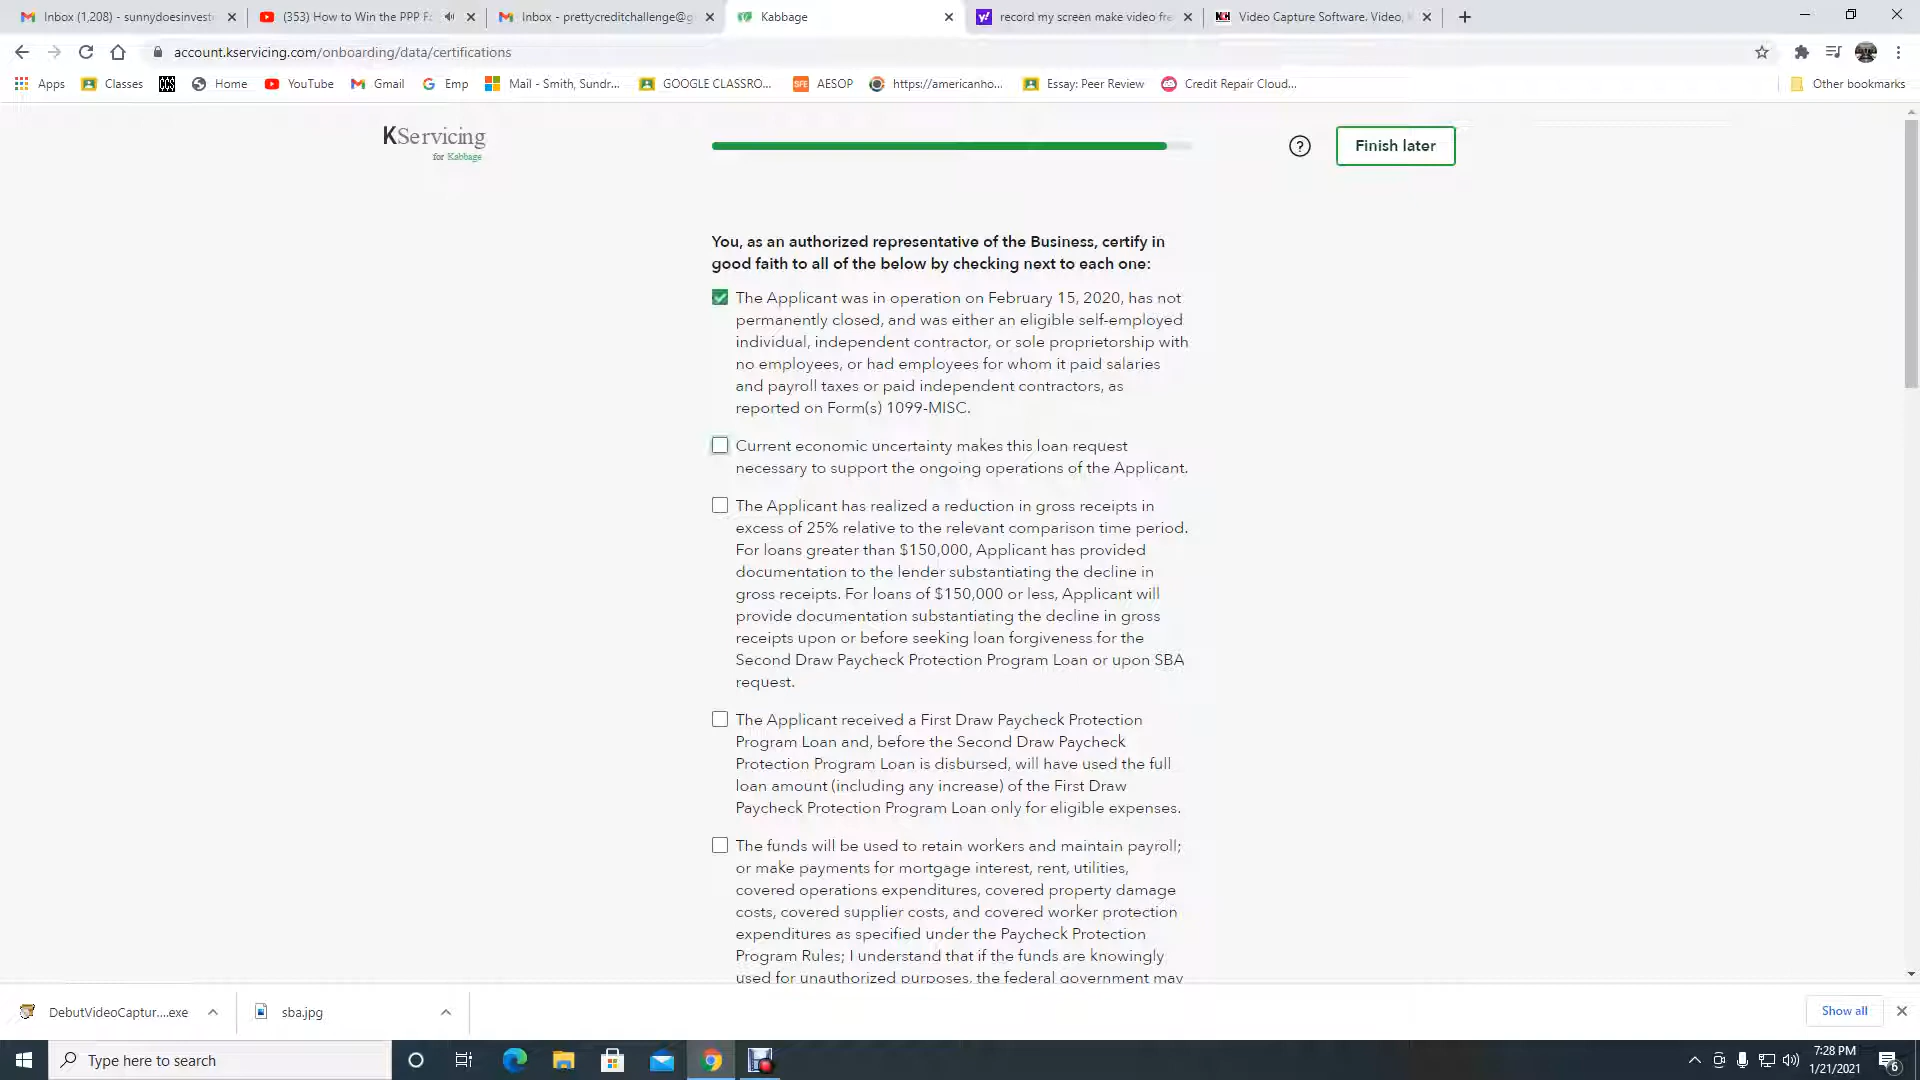 Inbox (1,208) - sunnydoesinvest
(353) How to Win the PPP F
Inbox - prettycreditchallenge@g
Kabbage
record my screen make video fre
Video Capture Software. Video,
account.kservicing.com/onboarding/data/certifications
Apps
Classes
CCS
Home
YouTube
Gmail
Emp
Mail - Smith, Sundr...
GOOGLE CLASSRO...
SFE
AESOP
https://americanho...
Essay: Peer Review
Credit Repair Cloud...
Other bookmarks
KServicing
for Kabbage
?
Finish later
You, as an authorized representative of the Business, certify in
good faith to all of the below by checking next to each one:
The Applicant was in operation on February 15, 2020, has not
permanently closed, and was either an eligible self-employed
individual, independent contractor, or sole proprietorship with
no employees, or had employees for whom it paid salaries
and payroll taxes or paid independent contractors, as
reported on Form(s) 1099-MISC.
Current economic uncertainty makes this loan request
necessary to support the ongoing operations of the Applicant.
The Applicant has realized a reduction in gross receipts in
excess of 25% relative to the relevant comparison time period.
For loans greater than $150,000, Applicant has provided
documentation to the lender substantiating the decline in
gross receipts. For loans of $150,000 or less, Applicant will
provide documentation substantiating the decline in gross
receipts upon or before seeking loan forgiveness for the
Second Draw Paycheck Protection Program Loan or upon SBA
request.
The Applicant received a First Draw Paycheck Protection
Program Loan and, before the Second Draw Paycheck
Protection Program Loan is disbursed, will have used the full
loan amount (including any increase) of the First Draw
Paycheck Protection Program Loan only for eligible expenses.
The funds will be used to retain workers and maintain payroll;
or make payments for mortgage interest, rent, utilities,
covered operations expenditures, covered property damage
costs, covered supplier costs, and covered worker protection
expenditures as specified under the Paycheck Protection
Program Rules; I understand that if the funds are knowingly
used for unauthorized purposes, the federal government may
DebutVideoCaptur....exe
sba.jpg
Show all
Type here to search
7:28 PM
1/21/2021
6